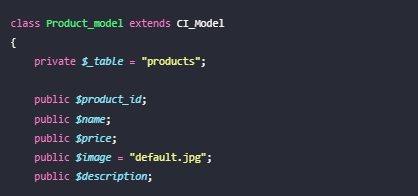 class Product_model extends CI_Model
{
    private $_table = "products";
    public $product_id;
    public $name;
    public $price;
    public $image = "default.jpg";
    public $description;